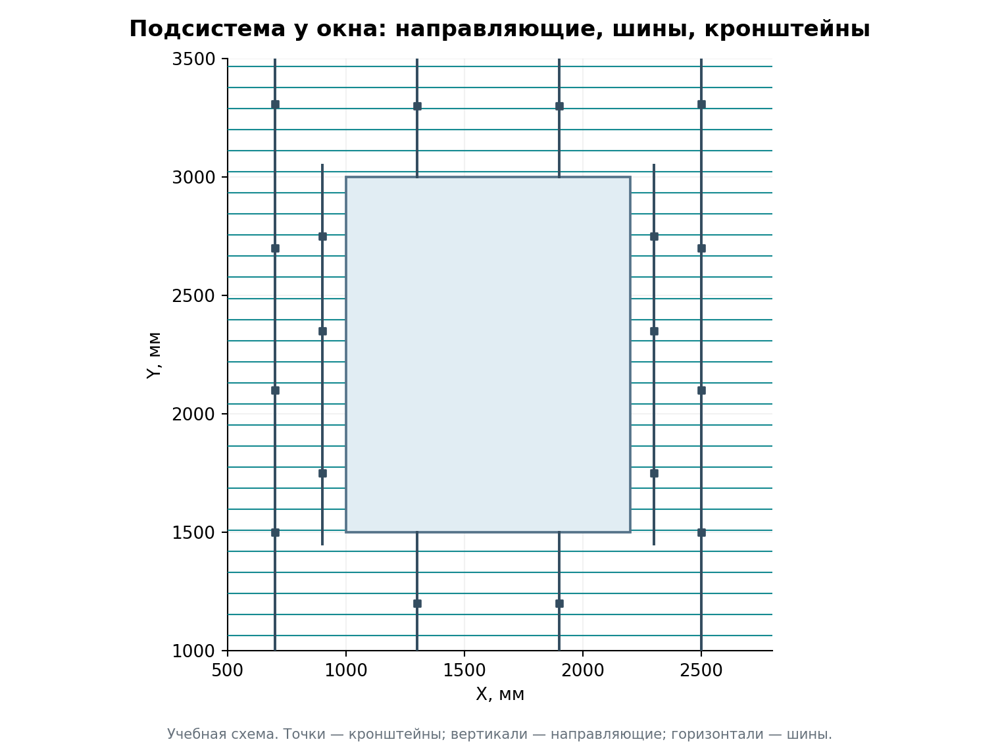 Подсистема у окна: направляющие, шины, кронштейны
3500
3000
2500
2000
1500
1000
Y, мм
500 1000 1500 2000 2500
X, мм
Учебная схема. Точки — кронштейны; вертикали — направляющие; горизонтали — шины.